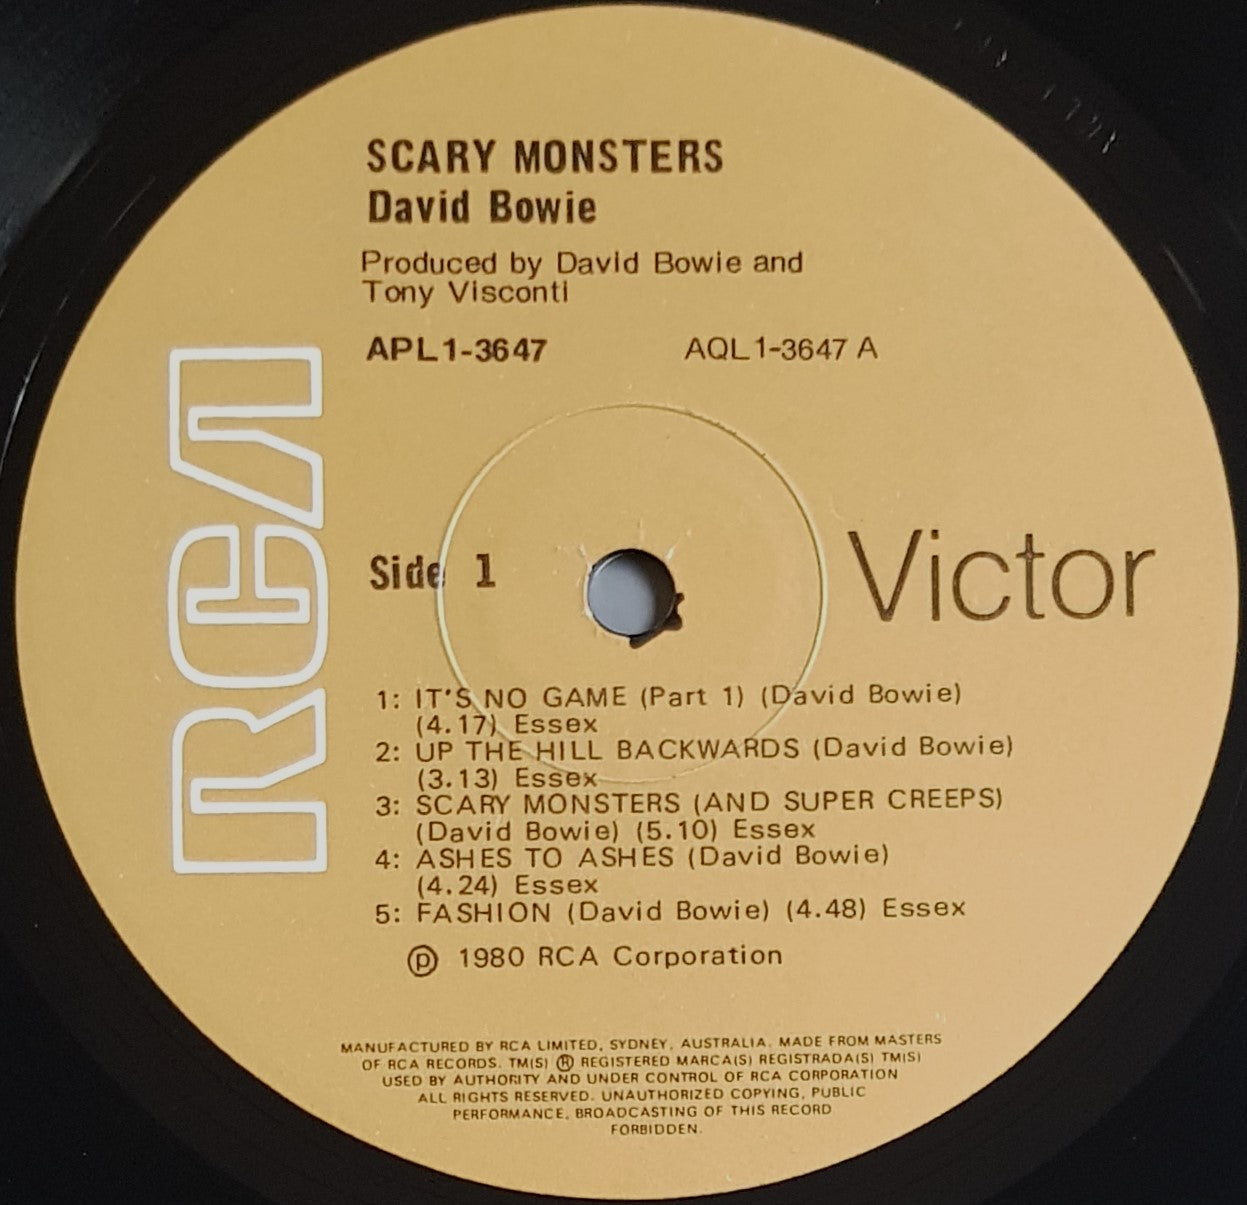 SCARY MONSTERS
David Bowie
Produced by David Bowie and
Tony Visconti
APL1-3647 AQL1-3647 A
RCA
Side 1
Victor
1: IT'S NO GAME (Part 1) (David Bowie)
(4.17) Essex
2: UP THE HILL BACKWARDS (David Bowie)
(3.13) Essex
3: SCARY MONSTERS (AND SUPER CREEPS)
(David Bowie) (5.10) Essex
4: ASHES TO ASHES (David Bowie)
(4.24) Essex
5: FASHION (David Bowie) (4.48) Essex
℗ 1980 RCA Corporation
MANUFACTURED BY RCA LIMITED, SYDNEY, AUSTRALIA. MADE FROM MASTERS
OF RCA RECORDS. TM(S) ® REGISTERED MARCA(S) REGISTRADA(S) TM(S)
USED BY AUTHORITY AND UNDER CONTROL OF RCA CORPORATION
ALL RIGHTS RESERVED. UNAUTHORIZED COPYING, PUBLIC
PERFORMANCE, BROADCASTING OF THIS RECORD
FORBIDDEN.